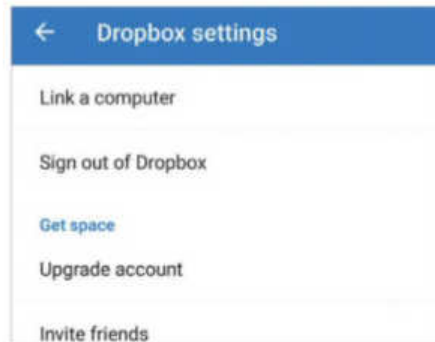 Dropbox settings
Link a computer
Sign out of Dropbox
Get space
Upgrade account
Invite friends